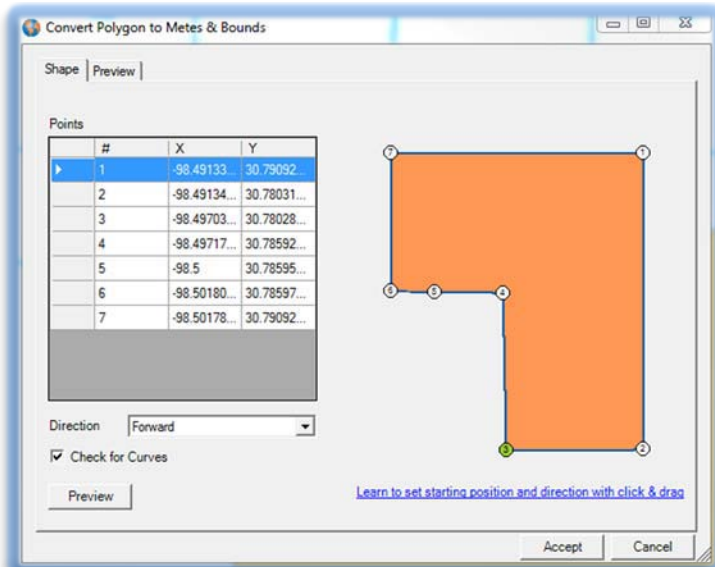 Convert Polygon to Metes & Bounds
Shape Preview
Points
# X Y
1 -98.49133... 30.79092...
2 -98.49134... 30.78031...
3 -98.49703... 30.78028...
4 -98.49717... 30.78592...
5 -98.5 30.78595...
6 -98.50180... 30.78597...
7 -98.50178... 30.79092...
7 1
6 5 4
3 2
Direction Forward
Check for Curves
Preview
Learn to set starting position and direction with click & drag
Accept Cancel